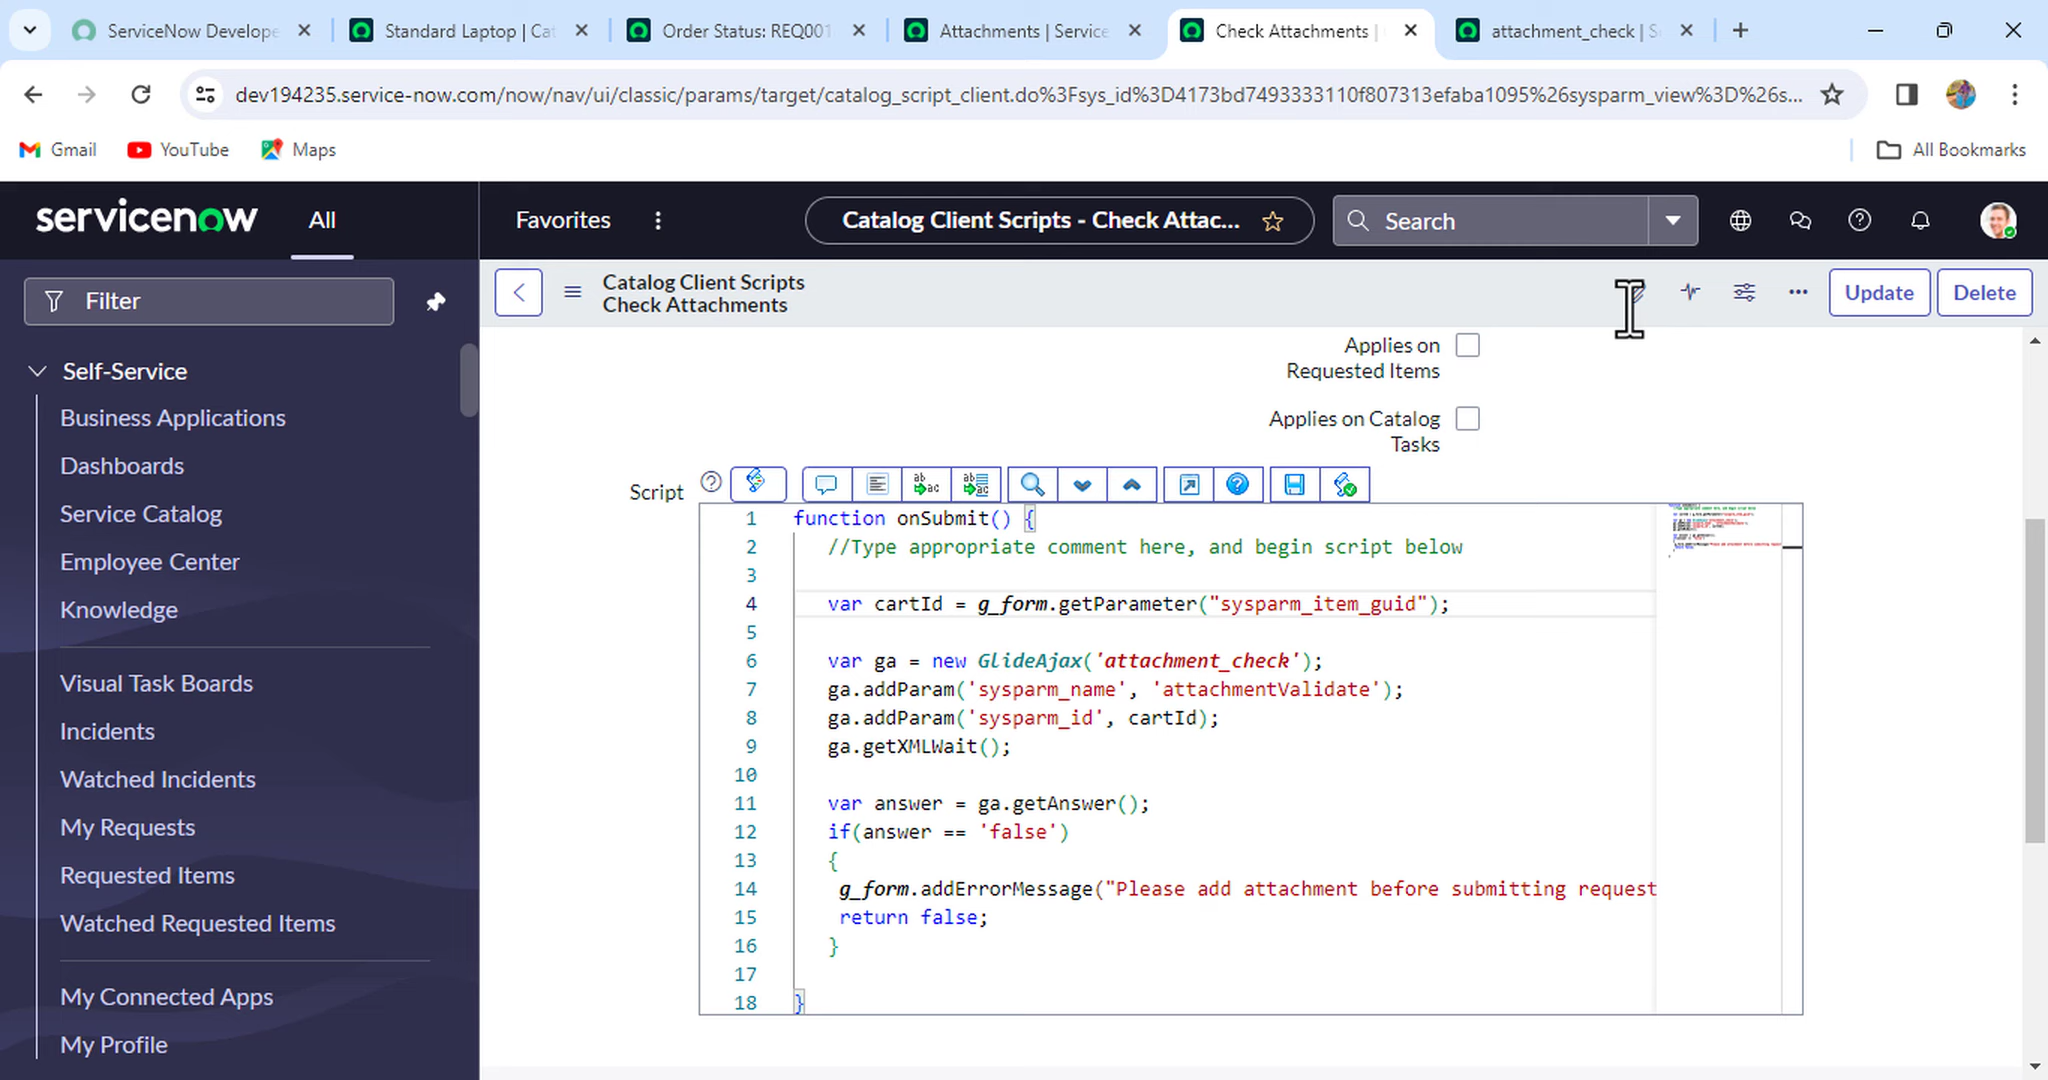 ServiceNow Develope
Standard Laptop | Cat
Order Status: REQ001
Attachments | Service
Check Attachments |
attachment_check | S
dev194235.service-now.com/now/nav/ui/classic/params/target/catalog_script_client.do%3Fsys_id%3D4173bd7493333110f807313efaba1095%26sysparm_view%3D%26s...
Gmail
YouTube
Maps
All Bookmarks
servicenow
All
Favorites
Catalog Client Scripts - Check Attac...
Search
Filter
Catalog Client Scripts
Check Attachments
Update
Delete
Self-Service
Business Applications
Dashboards
Service Catalog
Employee Center
Knowledge
Visual Task Boards
Incidents
Watched Incidents
My Requests
Requested Items
Watched Requested Items
My Connected Apps
My Profile
Applies on
Requested Items
Applies on Catalog
Tasks
Script
1 function onSubmit() {
2 //Type appropriate comment here, and begin script below
3
4 var cartId = g_form.getParameter("sysparm_item_guid");
5
6 var ga = new GlideAjax('attachment_check');
7 ga.addParam('sysparm_name', 'attachmentValidate');
8 ga.addParam('sysparm_id', cartId);
9 ga.getXMLWait();
10
11 var answer = ga.getAnswer();
12 if(answer == 'false')
13 {
14 g_form.addErrorMessage("Please add attachment before submitting request
15 return false;
16 }
17
18 }